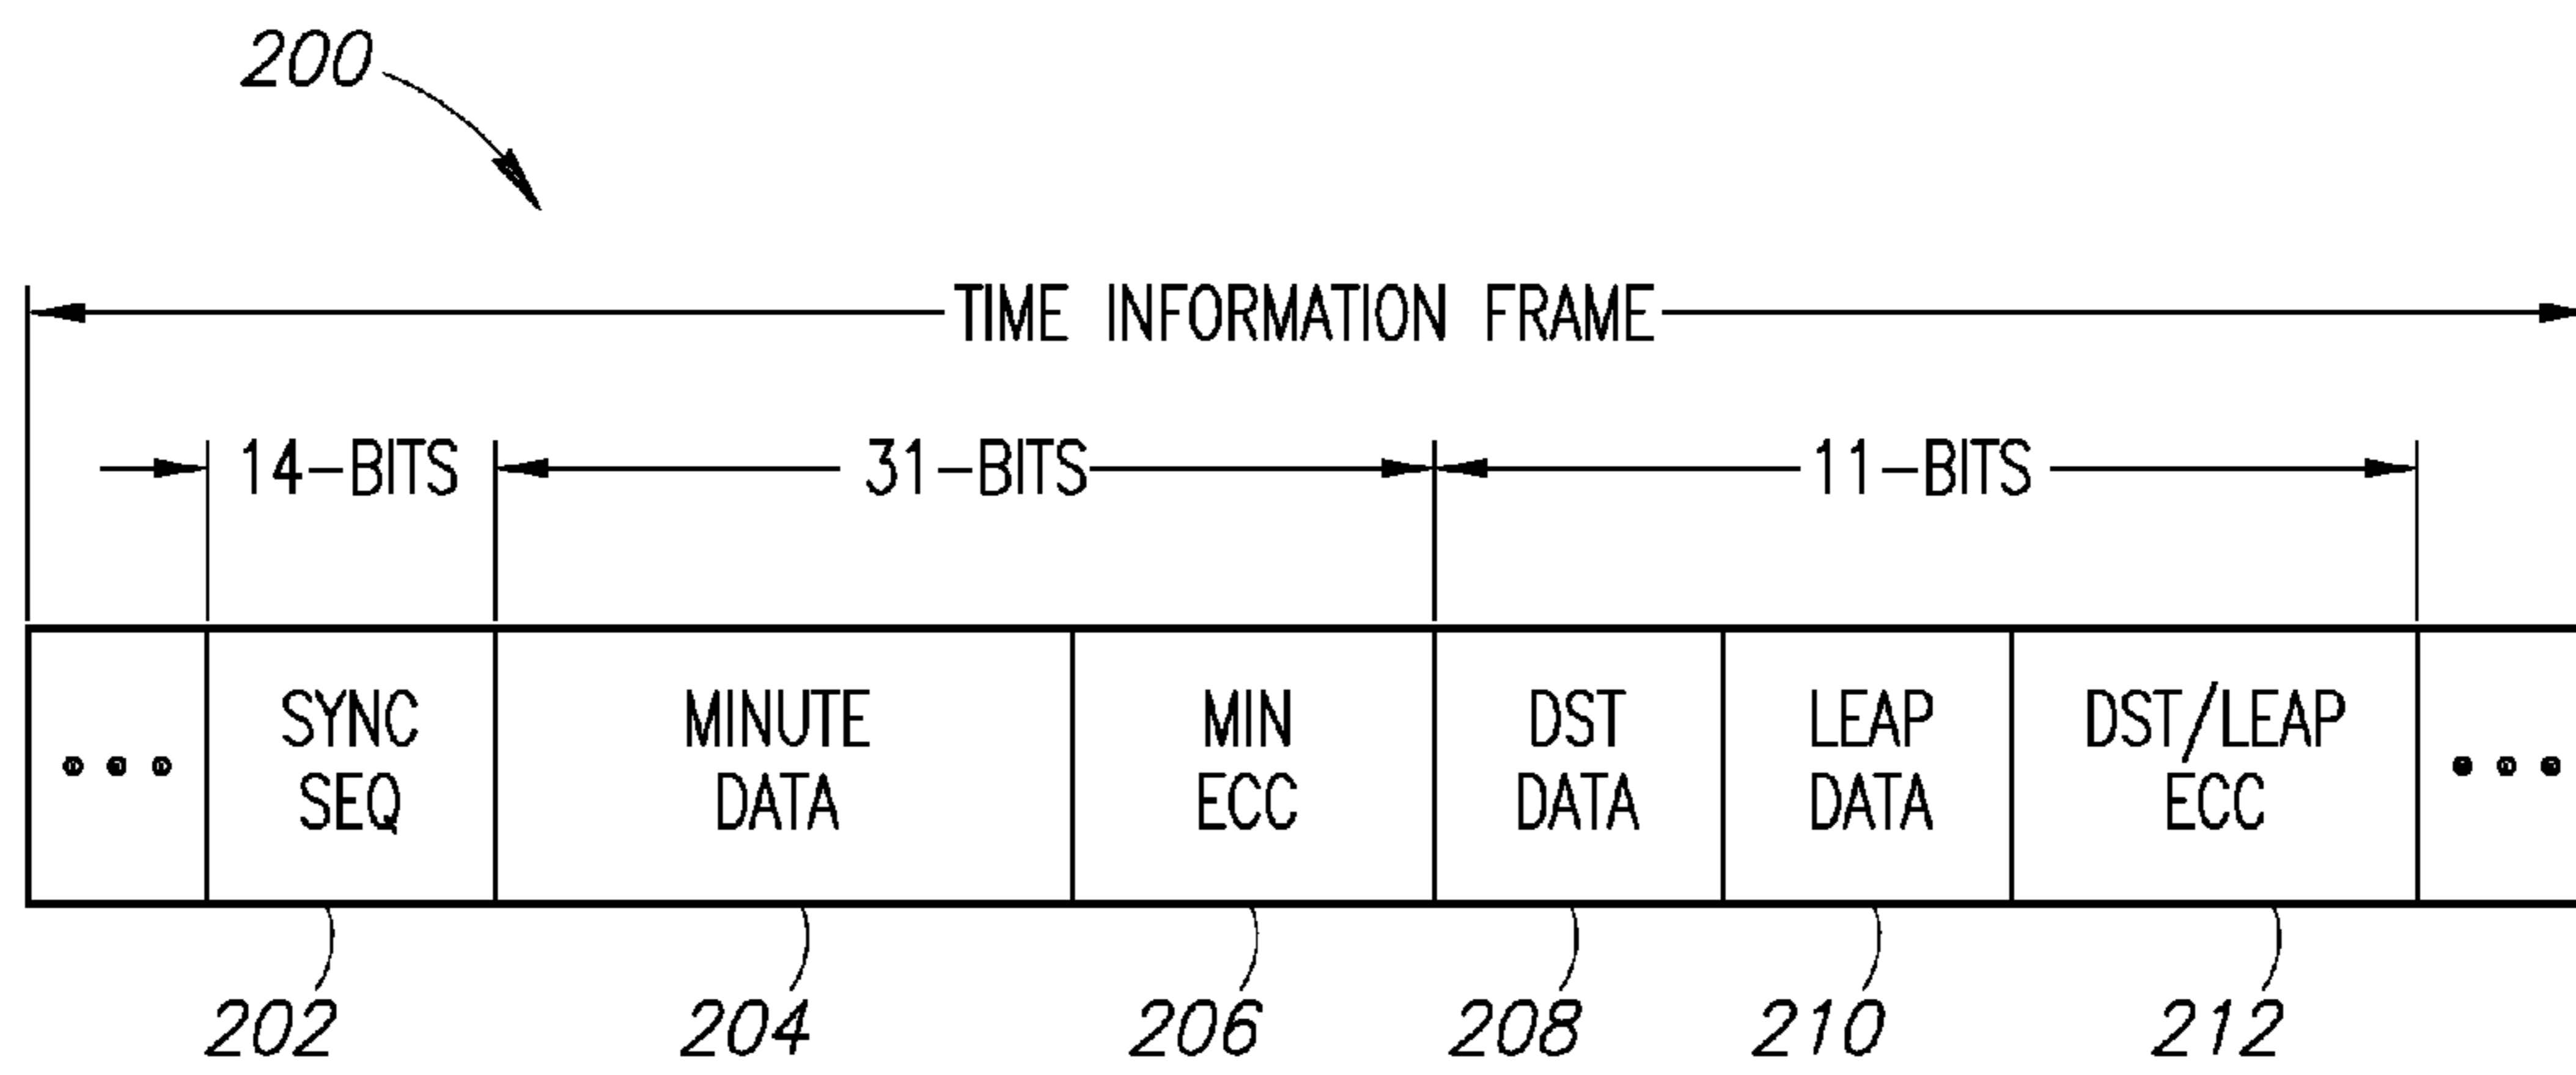 200
TIME INFORMATION FRAME
14-BITS
31-BITS
11-BITS
SYNC
SEQ
MINUTE
DATA
MIN
ECC
DST
DATA
LEAP
DATA
DST/LEAP
ECC
202
204
206
208
210
212